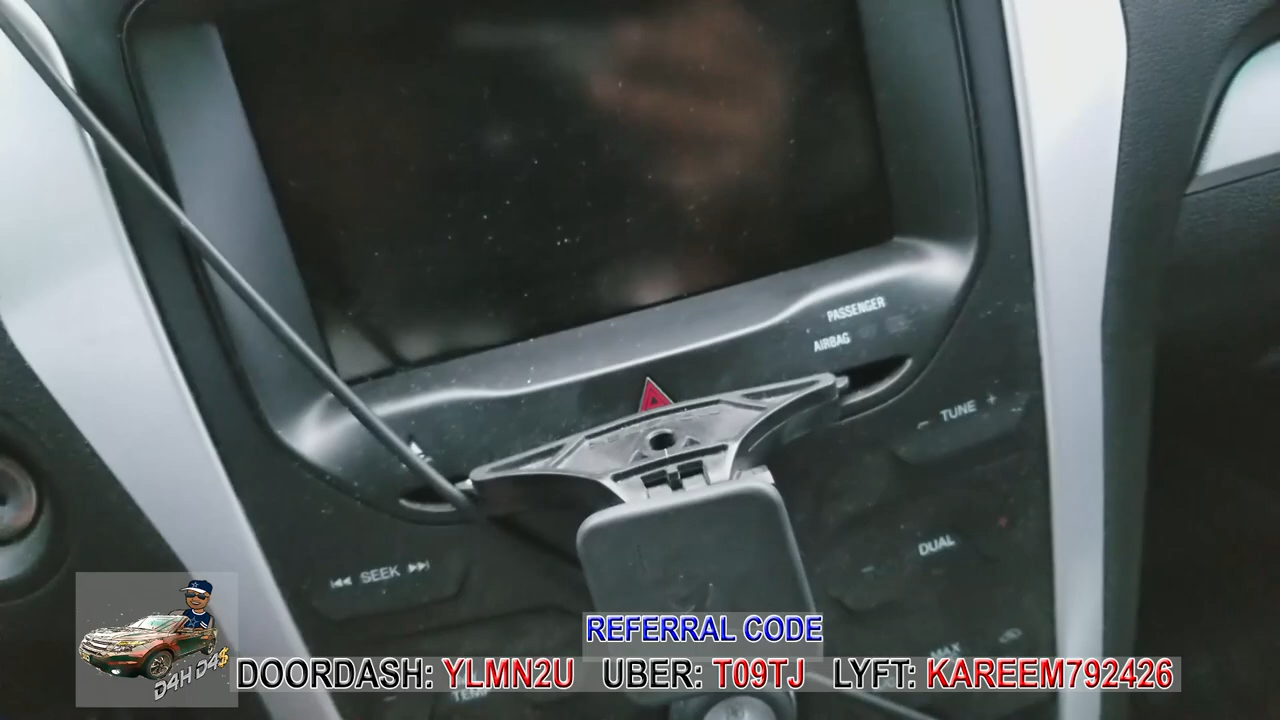 PASSENGER
AIRBAG
TUNE +
SEEK
DUAL
MAX
REFERRAL CODE
DOORDASH: YLMN2U UBER: T09TJ LYFT: KAREEM792426
D4H D4$